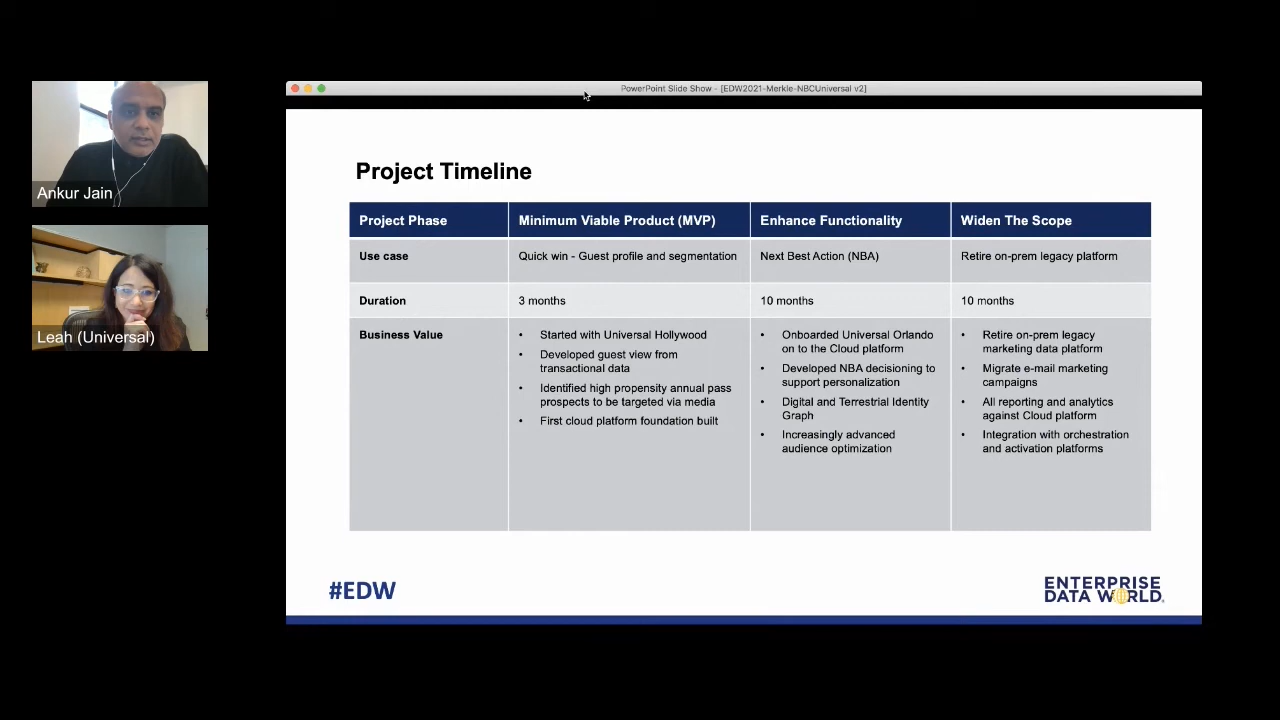 PowerPoint Slide Show - [EDW2021-Merkle-NBCUniversal v2]
Ankur Jain
Leah (Universal)
Project Timeline
Project Phase
Minimum Viable Product (MVP)
Enhance Functionality
Widen The Scope
Use case
Quick win - Guest profile and segmentation
Next Best Action (NBA)
Retire on-prem legacy platform
Duration
3 months
10 months
10 months
Business Value
• Started with Universal Hollywood
• Developed guest view from
transactional data
• Identified high propensity annual pass
prospects to be targeted via media
• First cloud platform foundation built
• Onboarded Universal Orlando
on to the Cloud platform
• Developed NBA decisioning to
support personalization
• Digital and Terrestrial Identity
Graph
• Increasingly advanced
audience optimization
• Retire on-prem legacy
marketing data platform
• Migrate e-mail marketing
campaigns
• All reporting and analytics
against Cloud platform
• Integration with orchestration
and activation platforms
#EDW
ENTERPRISE
DATA WORLD